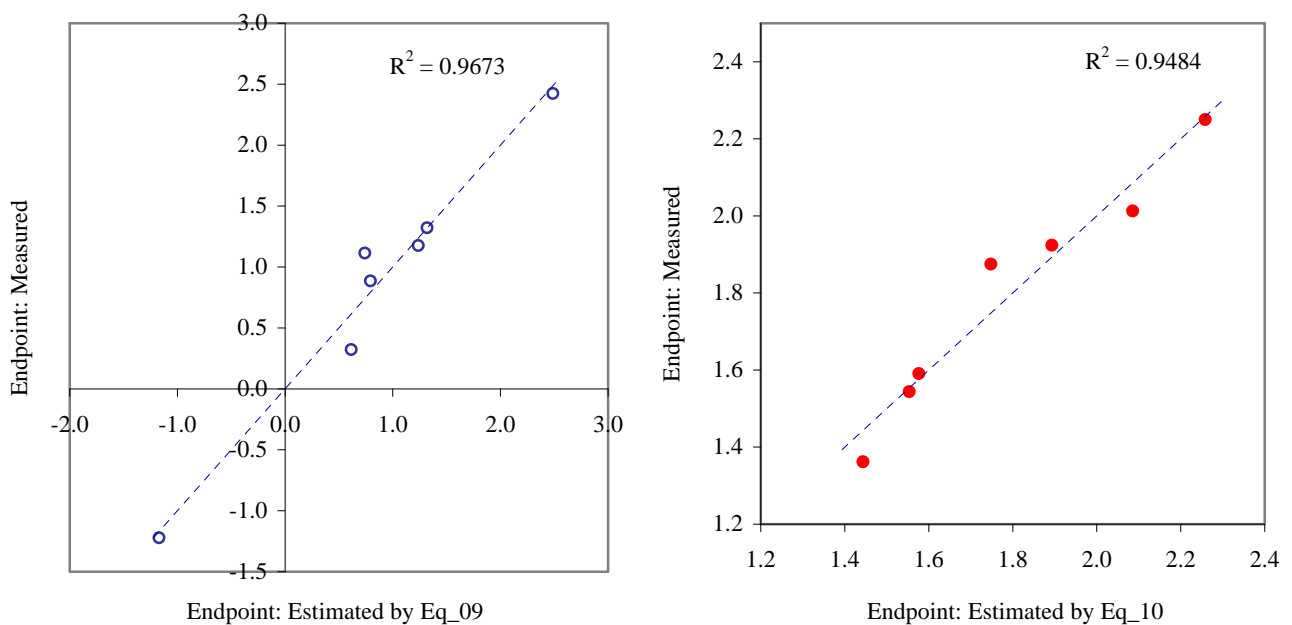 3.0
R² = 0.9673
2.5
2.0
1.5
1.0
0.5
0.0
-2.0 -1.0 0.0 1.0 2.0 3.0
-0.5
-1.0
-1.5
Endpoint: Measured
Endpoint: Estimated by Eq_09
R² = 0.9484
2.4
2.2
2.0
1.8
1.6
1.4
1.2
1.2 1.4 1.6 1.8 2.0 2.2 2.4
Endpoint: Measured
Endpoint: Estimated by Eq_10